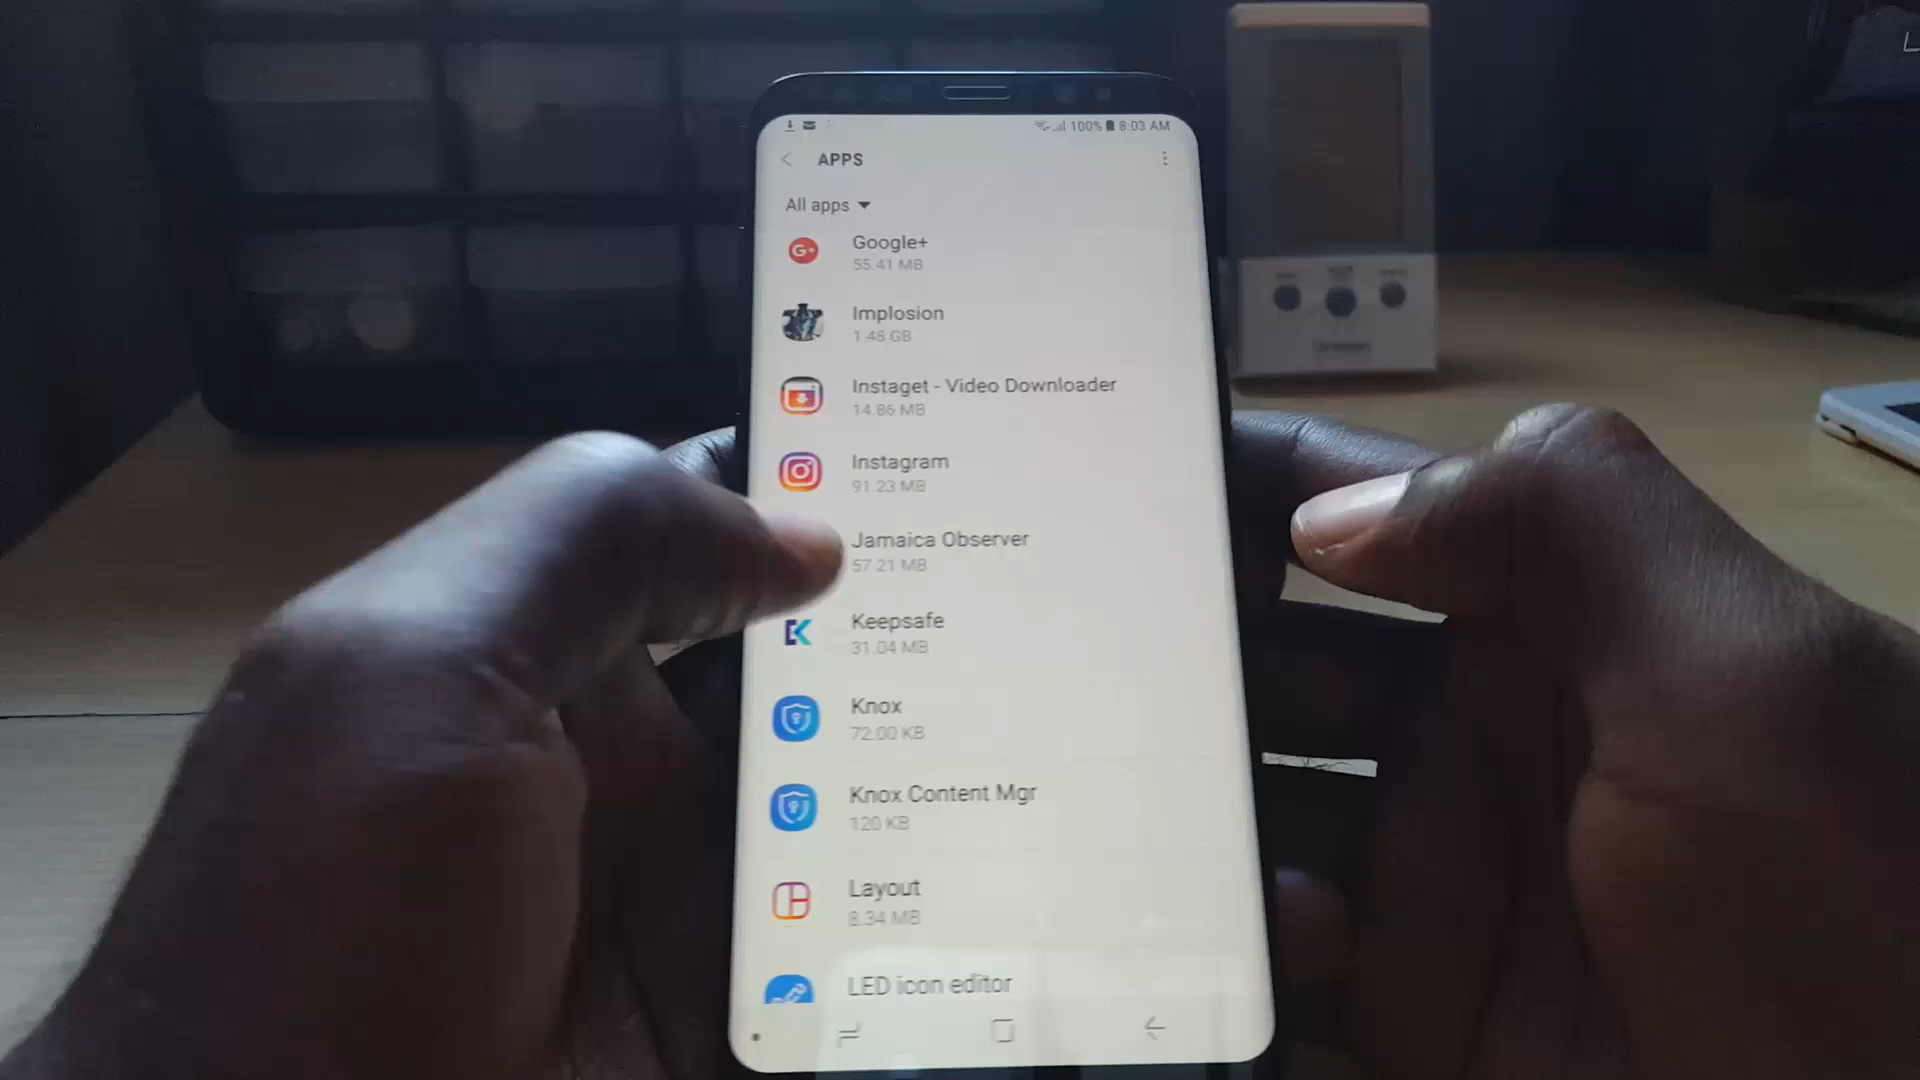 100% 8:03 AM
APPS
All apps
G+
Google+
55.41 MB
Implosion
1.48 GB
Instaget - Video Downloader
14.86 MB
Instagram
91.23 MB
Jamaica Observer
57.21 MB
Keepsafe
31.04 MB
Knox
72.00 KB
Knox Content Mgr
120 KB
Layout
8.34 MB
LED icon editor